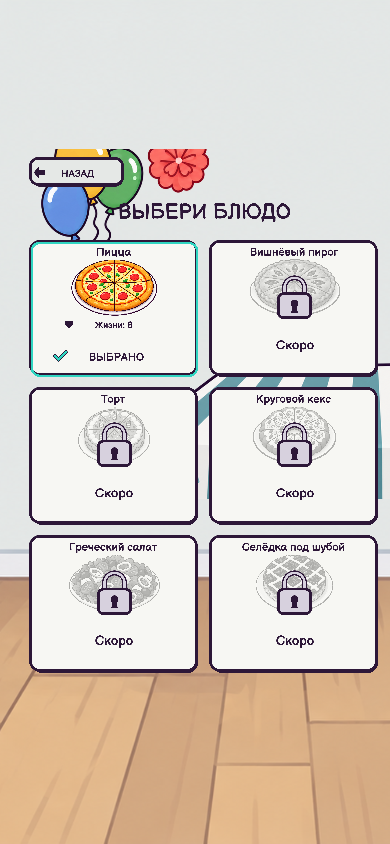 НАЗАД
ВЫБЕРИ БЛЮДО
Пицца
Жизни: 8
ВЫБРАНО
Вишнёвый пирог
Скоро
Торт
Скоро
Круговой кекс
Скоро
Греческий салат
Скоро
Селёдка под шубой
Скоро